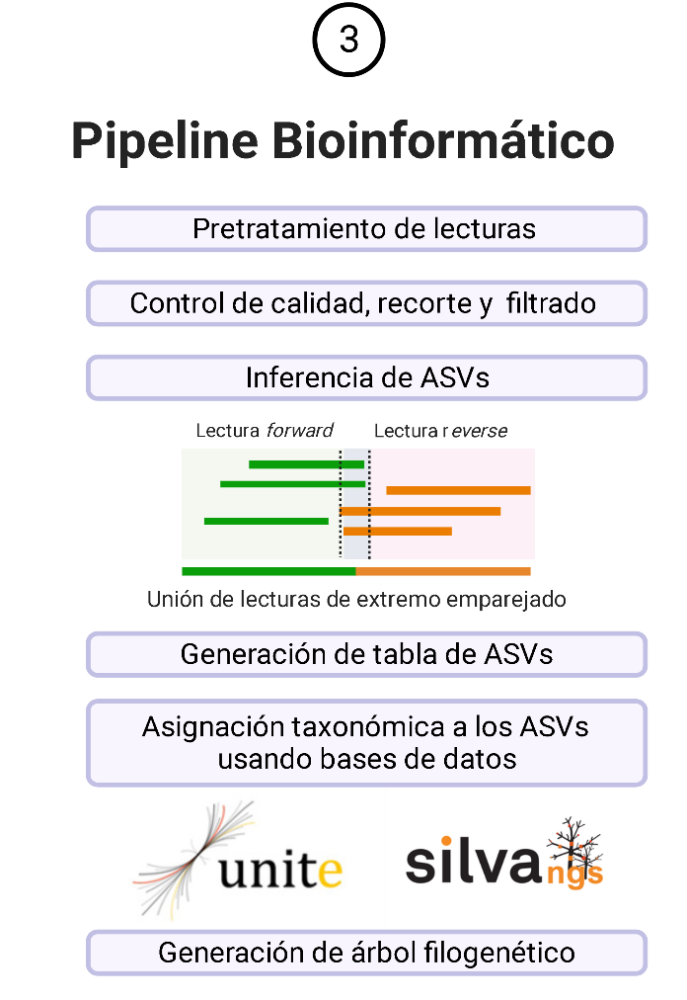 3
Pipeline Bioinformático
Pretratamiento de lecturas
Control de calidad, recorte y filtrado
Inferencia de ASVs
Lectura forward Lectura reverse
Unión de lecturas de extremo emparejado
Generación de tabla de ASVs
Asignación taxonómica a los ASVs
usando bases de datos
unite silvangs
Generación de árbol filogenético